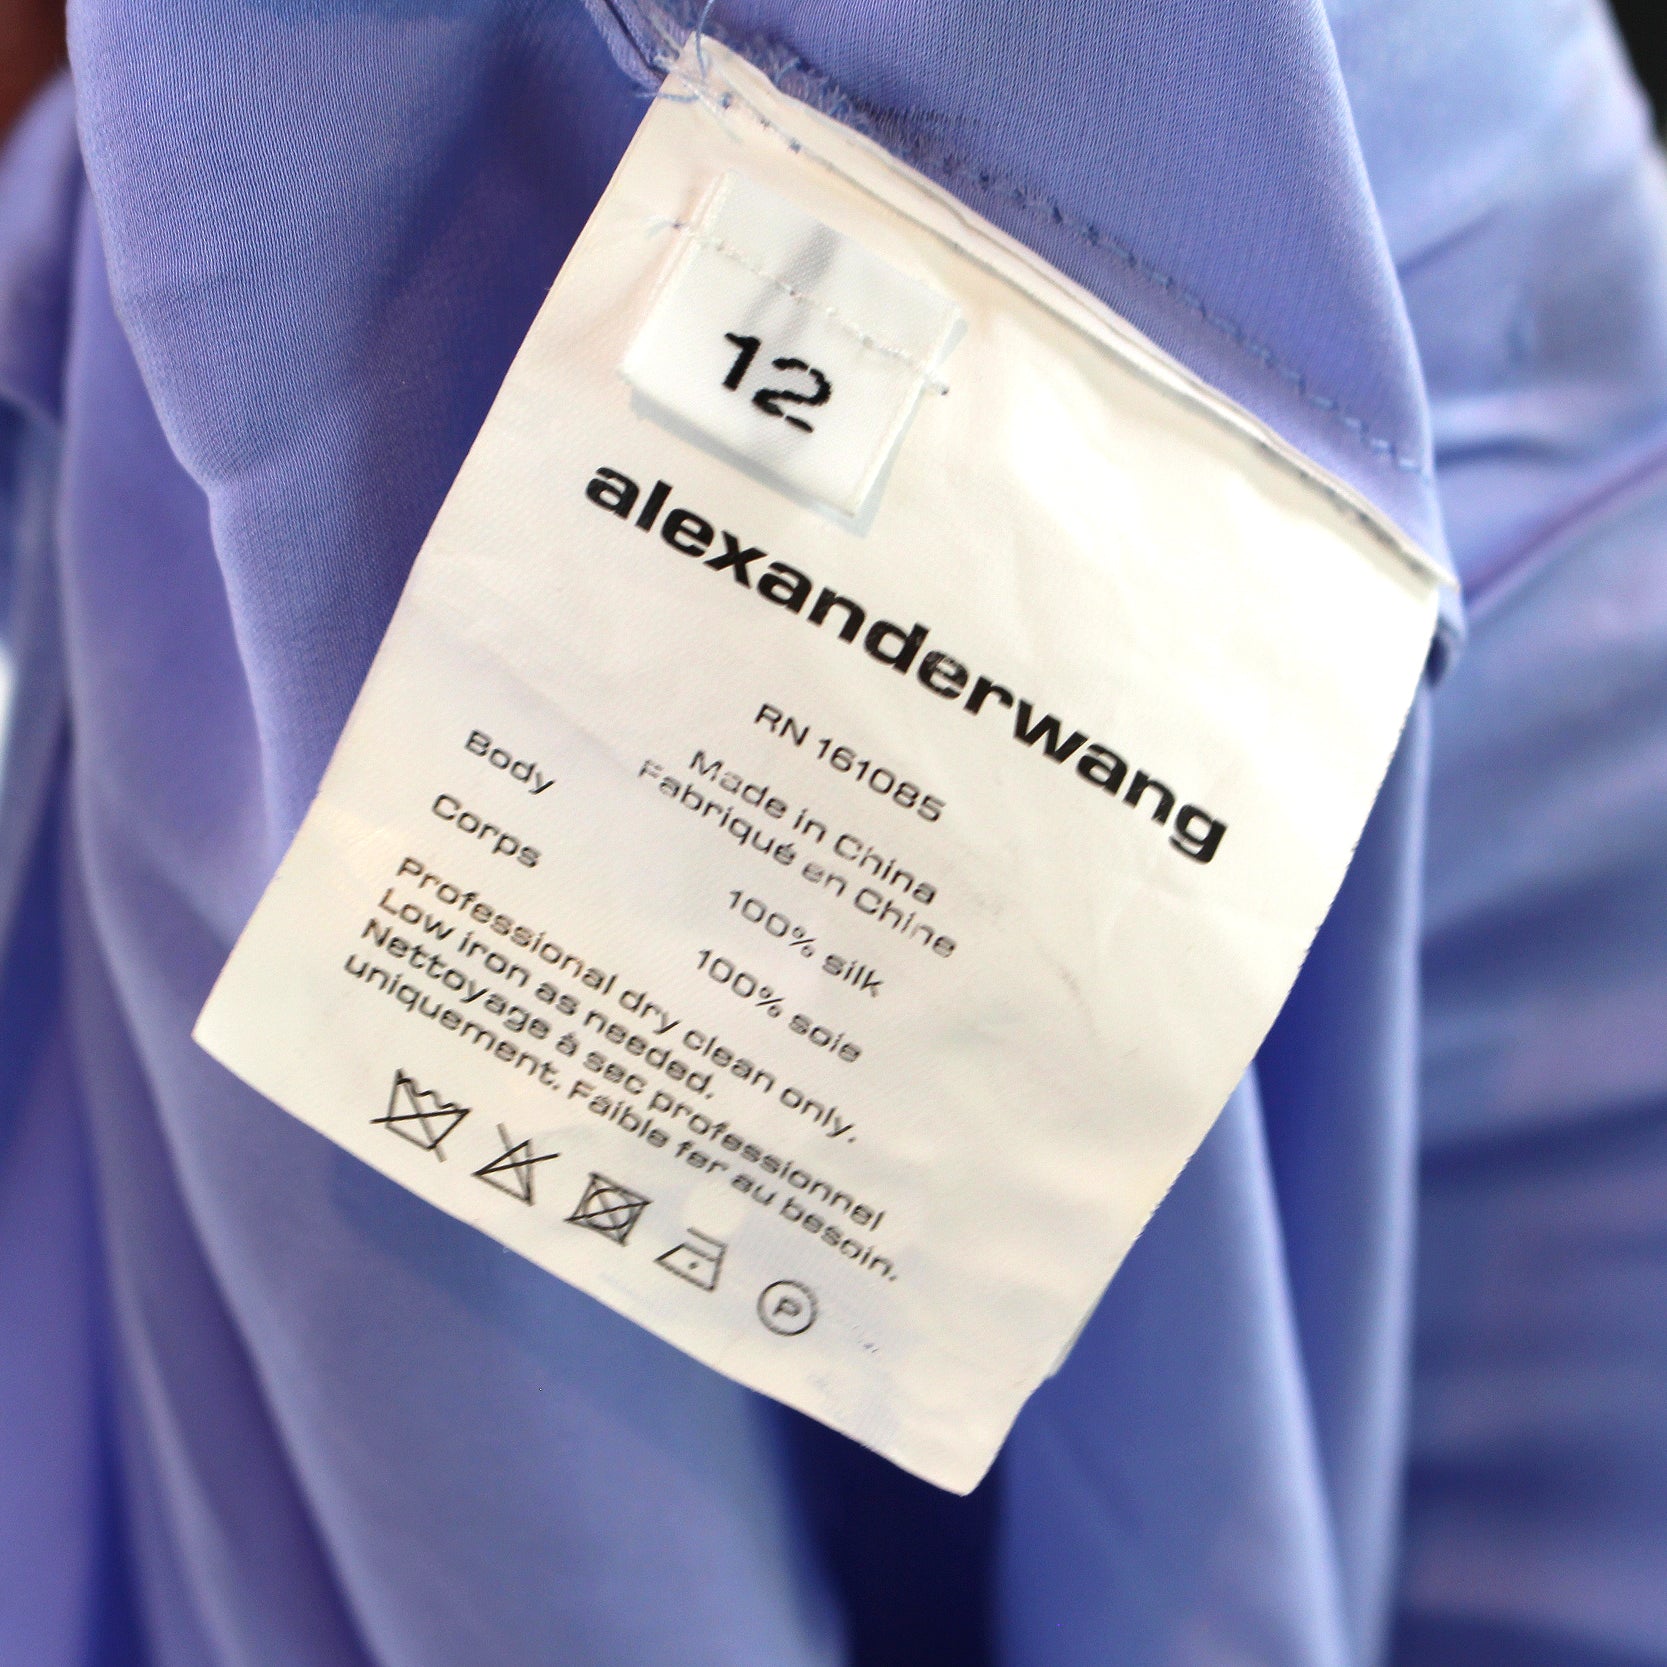 12
alexanderwang
RN 161085
Made in China
Fabriqué en Chine
Body 100% silk
Corps 100% soie
Professional dry clean only.
Low iron as needed.
Nettoyage à sec professionnel
uniquement. Faible fer au besoin.
P